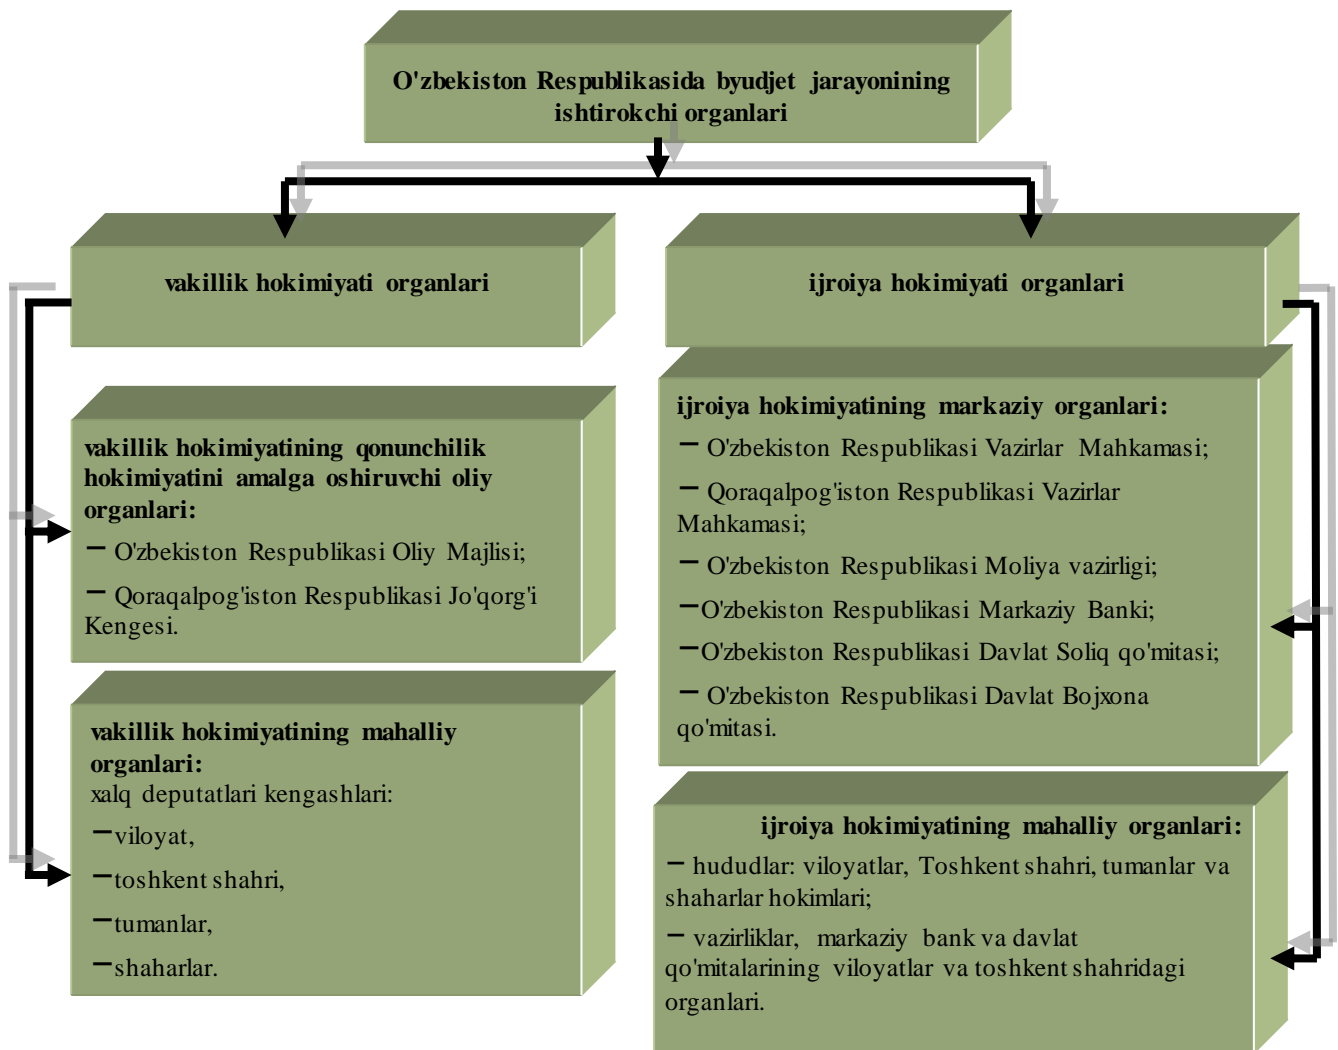 O'zbekiston Respublikasida byudjet jarayonining
ishtirokchi organlari
vakillik hokimiyati organlari
ijroiya hokimiyati organlari
vakillik hokimiyatining qonunchilik
hokimiyatini amalga oshiruvchi oliy
organlari:
– O'zbekiston Respublikasi Oliy Majlisi;
– Qoraqalpog'iston Respublikasi Jo'qorg'i
Kengesi.
vakillik hokimiyatining mahalliy
organlari:
xalq deputatlari kengashlari:
–viloyat,
–toshkent shahri,
–tumanlar,
–shaharlar.
ijroiya hokimiyatining markaziy organlari:
– O'zbekiston Respublikasi Vazirlar Mahkamasi;
– Qoraqalpog'iston Respublikasi Vazirlar
Mahkamasi;
– O'zbekiston Respublikasi Moliya vazirligi;
–O'zbekiston Respublikasi Markaziy Banki;
–O'zbekiston Respublikasi Davlat Soliq qo'mitasi;
– O'zbekiston Respublikasi Davlat Bojxona
qo'mitasi.
ijroiya hokimiyatining mahalliy organlari:
– hududlar: viloyatlar, Toshkent shahri, tumanlar va
shaharlar hokimlari;
– vazirliklar, markaziy bank va davlat
qo'mitalarining viloyatlar va toshkent shahridagi
organlari.